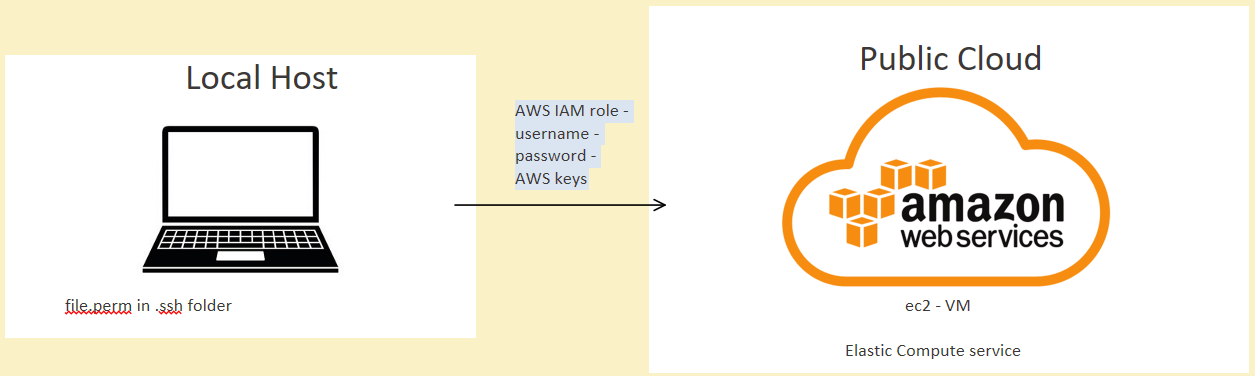 Local Host
file.perm in .ssh folder
AWS IAM role -
username -
password -
AWS keys
Public Cloud
amazon
web services
ec2 - VM
Elastic Compute service